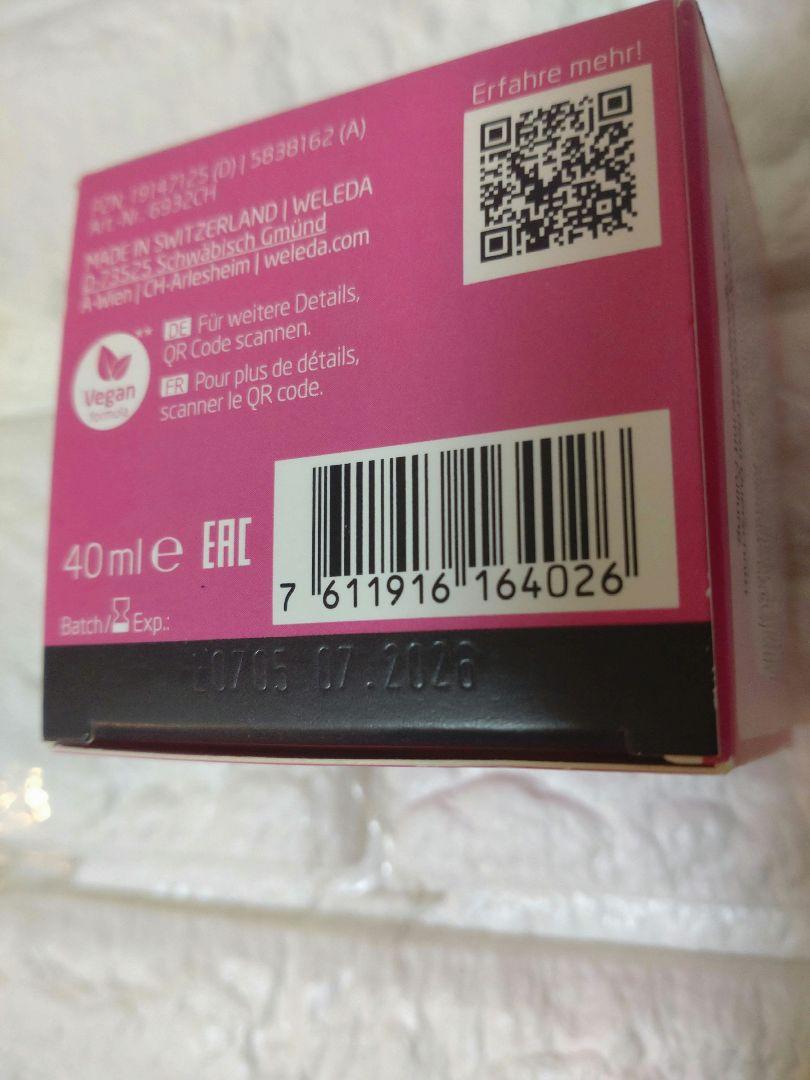 Erfahre mehr!
PZN 19147125 (D) | 5838162 (A)
Art.-Nr. 6932CH
MADE IN SWITZERLAND | WELEDA
D-73525 Schwäbisch Gmünd
A-Wien | CH-Arlesheim | weleda.com
Vegan
formula
**
DE Für weitere Details,
QR Code scannen.
FR Pour plus de détails,
scanner le QR code.
40 ml e EAC
7 611916 164026
Batch/ Exp.:
07.2026